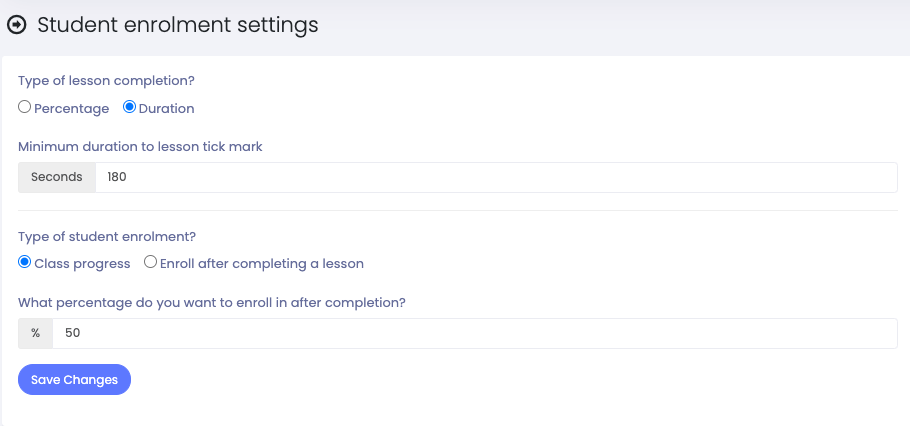 Student enrolment settings
Type of lesson completion?
Percentage Duration
Minimum duration to lesson tick mark
Seconds 180
Type of student enrolment?
Class progress Enroll after completing a lesson
What percentage do you want to enroll in after completion?
% 50
Save Changes